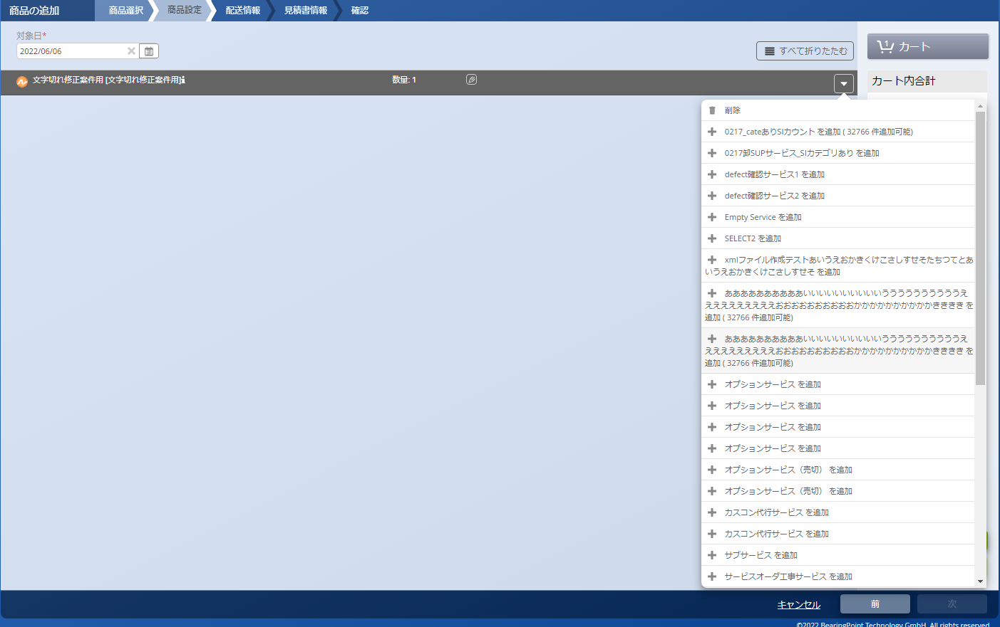 商品の追加
商品選択
商品設定
配送情報
見積書情報
確認
対象日*
2022/06/06
すべて折りたたむ
1 カート
文字切れ修正案件用 [文字切れ修正案件用]
数量: 1
カート内合計
削除
0217_cateありSIカウント を追加 ( 32766 件追加可能)
0217卸SUPサービス_SIカテゴリあり を追加
defect確認サービス1 を追加
defect確認サービス2 を追加
Empty Service を追加
SELECT2 を追加
xmlファイル作成テストあいうえおかきくけこさしすせそたちつてとあ
いうえおかきくけこさしすせそ を追加
ああああああああああいいいいいいいいいいううううううううううえ
えええええええええおおおおおおおおおおかかかかかかかかかかきききき を
追加 ( 32766 件追加可能)
ああああああああああいいいいいいいいいいううううううううううえ
えええええええええおおおおおおおおおおかかかかかかかかかかきききき を
追加 ( 32766 件追加可能)
オプションサービス を追加
オプションサービス を追加
オプションサービス を追加
オプションサービス を追加
オプションサービス（売切） を追加
オプションサービス（売切） を追加
カスコン代行サービス を追加
カスコン代行サービス を追加
サブサービス を追加
サービスオーダ工事サービス を追加
キャンセル
前
次
©2022 BearingPoint Technology GmbH. All rights reserved